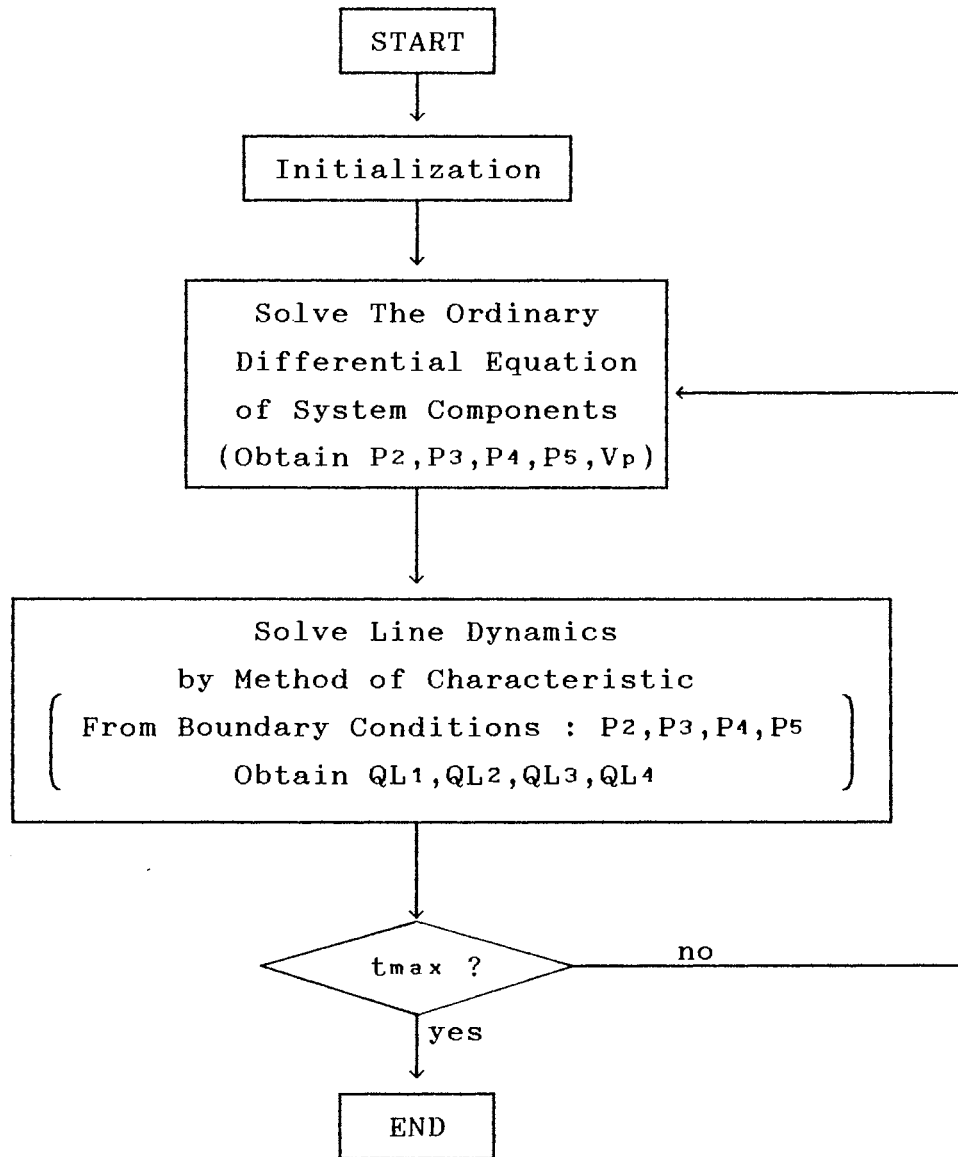 START
Initialization
Solve The Ordinary
Differential Equation
of System Components
(Obtain P2,P3,P4,P5,Vp)
Solve Line Dynamics
by Method of Characteristic
From Boundary Conditions : P2,P3,P4,P5
Obtain QL1,QL2,QL3,QL4
tmax ?
no
yes
END